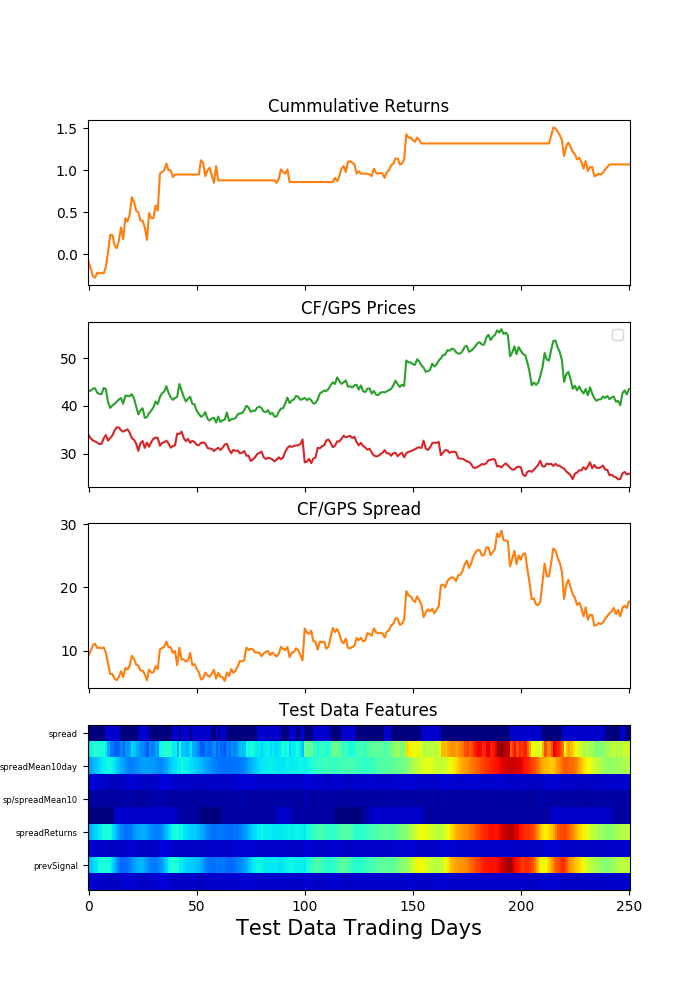 Cummulative Returns
1.5
1.0
0.5
0.0
CF/GPS Prices
50
40
30
CF/GPS Spread
30
20
10
Test Data Features
spread
spreadMean10day
sp/spreadMean10
spreadReturns
prevSignal
0 50 100 150 200 250
Test Data Trading Days